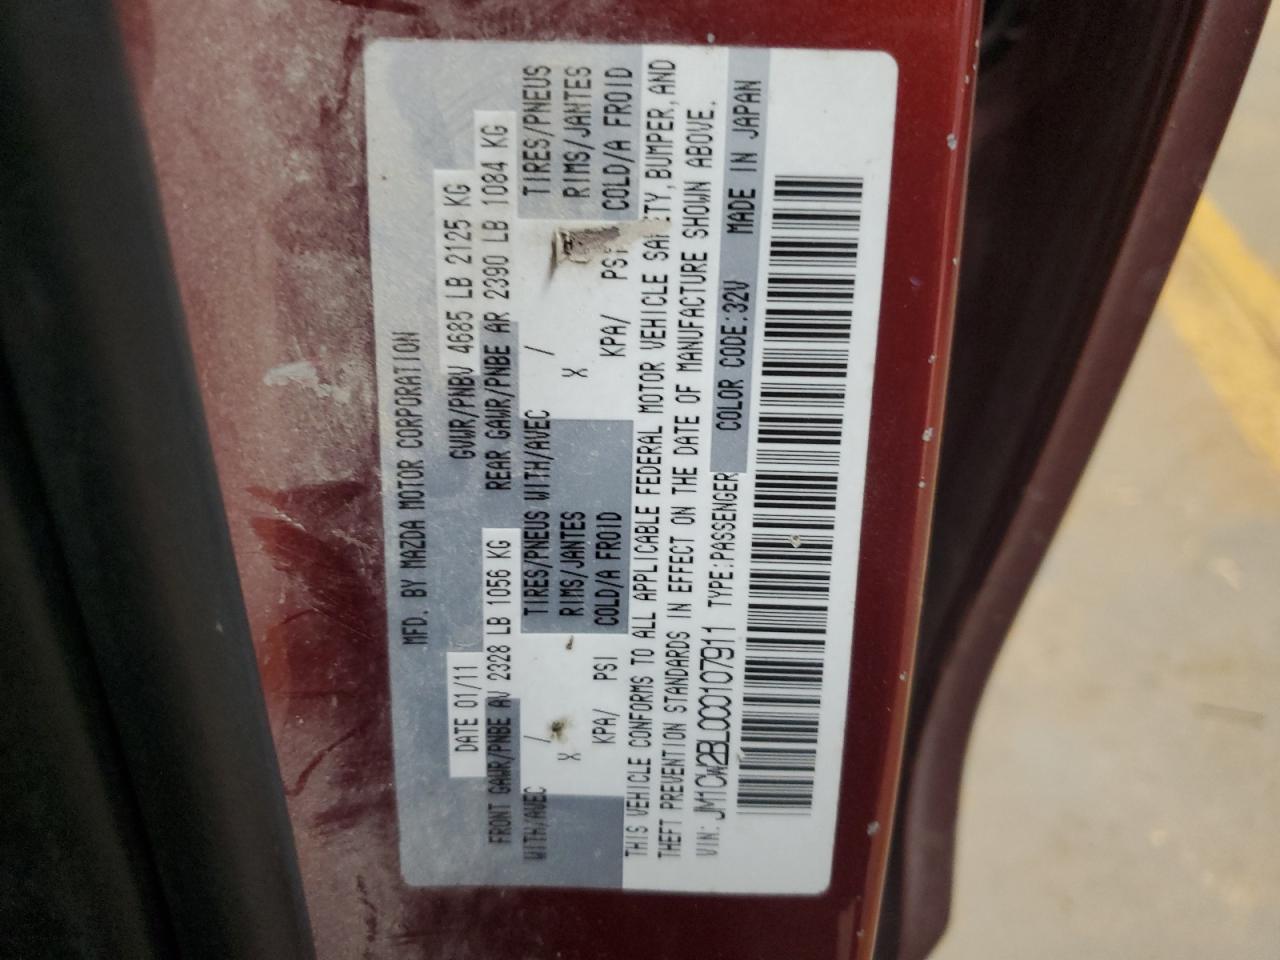 MFD. BY MAZDA MOTOR CORPORATION
DATE 01/11 GVWR/PNBV 4685 LB 2125 KG
FRONT GAWR/PNBE AV 2328 LB 1056 KG REAR GAWR/PNBE AR 2390 LB 1084 KG
WITH/AVEC / TIRES/PNEUS WITH/AVEC / TIRES/PNEUS
X RIMS/JANTES X RIMS/JANTES
KPA/ PSI COLD/A FROID KPA/ PSI COLD/A FROID
THIS VEHICLE CONFORMS TO ALL APPLICABLE FEDERAL MOTOR VEHICLE SAFETY, BUMPER, AND
THEFT PREVENTION STANDARDS IN EFFECT ON THE DATE OF MANUFACTURE SHOWN ABOVE.
VIN: JM1CW2BL0C0107911 TYPE:PASSENGER COLOR CODE:32V MADE IN JAPAN